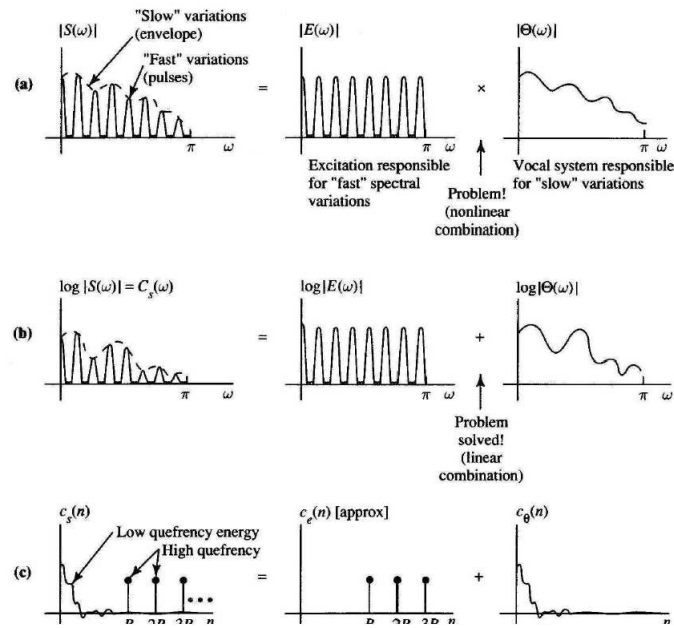 |S(ω)|
"Slow" variations
(envelope)
"Fast" variations
(pulses)
|E(ω)|
|Θ(ω)|
(a)
=
×
π ω
π ω
π ω
Excitation responsible
for "fast" spectral
variations
Problem!
(nonlinear
combination)
Vocal system responsible
for "slow" variations
log |S(ω)| = C_s(ω)
log|E(ω)|
log|Θ(ω)|
(b)
=
+
π ω
π ω
π ω
Problem
solved!
(linear
combination)
c_s(n)
Low quefrency energy
High quefrency
c_e(n) [approx]
c_θ(n)
(c)
=
+
P 2P 3P n
P 2P 3P n
n